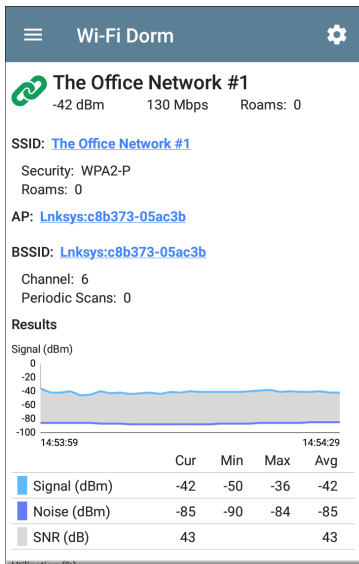 Wi-Fi Dorm
The Office Network #1
-42 dBm 130 Mbps Roams: 0
SSID: The Office Network #1
Security: WPA2-P
Roams: 0
AP: Lnksys:c8b373-05ac3b
BSSID: Lnksys:c8b373-05ac3b
Channel: 6
Periodic Scans: 0
Results
Signal (dBm)
0
-20
-40
-60
-80
-100
14:53:59 14:54:29
Cur Min Max Avg
Signal (dBm) -42 -50 -36 -42
Noise (dBm) -85 -90 -84 -85
SNR (dB) 43 43